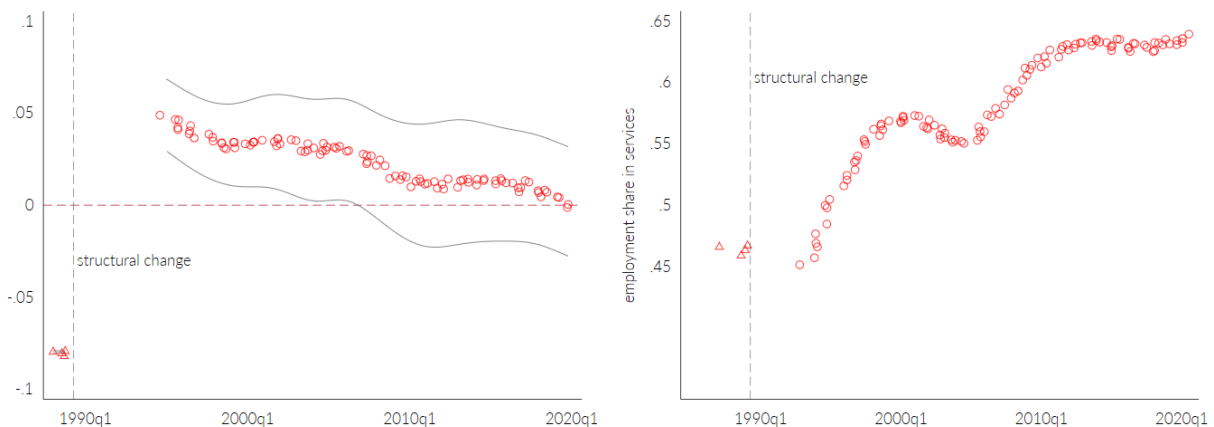 .1
.05
0
-.05
-.1
structural change
1990q1
2000q1
2010q1
2020q1
employment share in services
.65
.6
.55
.5
.45
structural change
1990q1
2000q1
2010q1
2020q1